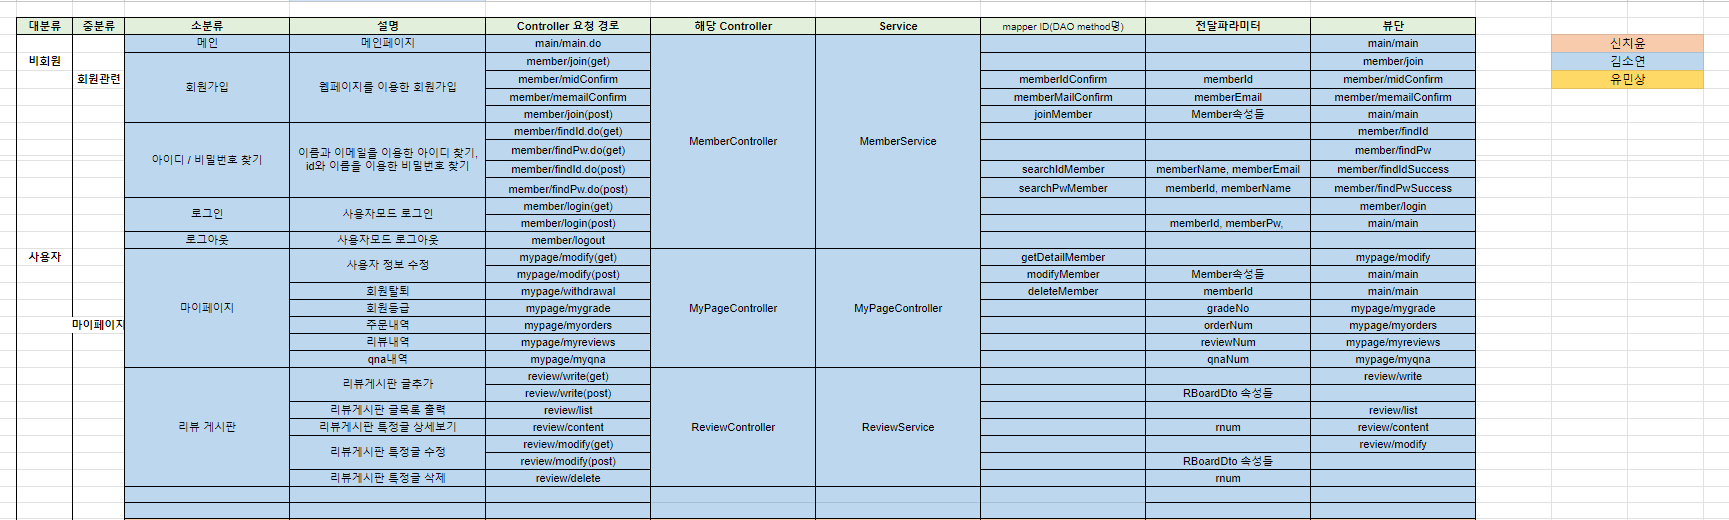 대분류 중분류 소분류 설명 Controller 요청 경로 해당 Controller Service mapper ID(DAO method명) 전달파라미터 뷰단
메인 메인페이지 main/main.do main/main
신치윤
비회원 member/join(get) member/join
김소연
회원관련 회원가입 웹페이지를 이용한 회원가입 member/midConfirm memberIdConfirm memberId member/midConfirm
유민상
member/memailConfirm memberMailConfirm memberEmail member/memailConfirm
member/join(post) joinMember Member속성들 main/main
member/findId.do(get) member/findId
MemberController MemberService
member/findPw.do(get) member/findPw
아이디 / 비밀번호 찾기 이름과 이메일을 이용한 아이디 찾기,
id와 이름을 이용한 비밀번호 찾기
member/findId.do(post) searchIdMember memberName, memberEmail member/findIdSuccess
member/findPw.do(post) searchPwMember memberId, memberName member/findPwSuccess
로그인 사용자모드 로그인 member/login(get) member/login
member/login(post) memberId, memberPw, main/main
로그아웃 사용자모드 로그아웃 member/logout
사용자 사용자 정보 수정 mypage/modify(get) getDetailMember mypage/modify
mypage/modify(post) modifyMember Member속성들 main/main
회원탈퇴 mypage/withdrawal deleteMember memberId main/main
마이페이지 회원등급 mypage/mygrade MyPageController MyPageController gradeNo mypage/mygrade
마이페이지 주문내역 mypage/myorders orderNum mypage/myorders
리뷰내역 mypage/myreviews reviewNum mypage/myreviews
qna내역 mypage/myqna qnaNum mypage/myqna
리뷰게시판 글추가 review/write(get) review/write
review/write(post) RBoardDto 속성들
리뷰게시판 글목록 출력 review/list review/list
리뷰 게시판 리뷰게시판 특정글 상세보기 review/content ReviewController ReviewService rnum review/content
리뷰게시판 특정글 수정 review/modify(get) review/modify
review/modify(post) RBoardDto 속성들
리뷰게시판 특정글 삭제 review/delete rnum